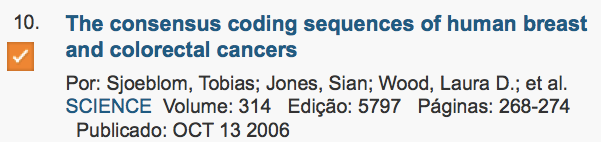 10. The consensus coding sequences of human breast
and colorectal cancers
Por: Sjoeblom, Tobias; Jones, Sian; Wood, Laura D.; et al.
SCIENCE Volume: 314 Edição: 5797 Páginas: 268-274
Publicado: OCT 13 2006